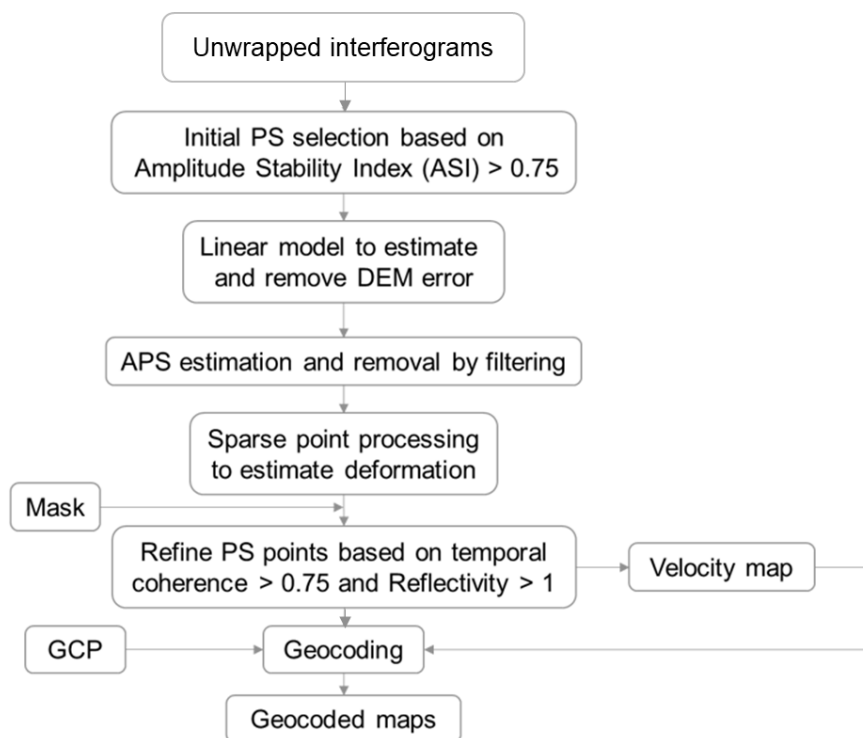 Unwrapped interferograms
Initial PS selection based on
Amplitude Stability Index (ASI) > 0.75
Linear model to estimate
and remove DEM error
APS estimation and removal by filtering
Sparse point processing
to estimate deformation
Mask
Refine PS points based on temporal
coherence > 0.75 and Reflectivity > 1
Velocity map
GCP
Geocoding
Geocoded maps